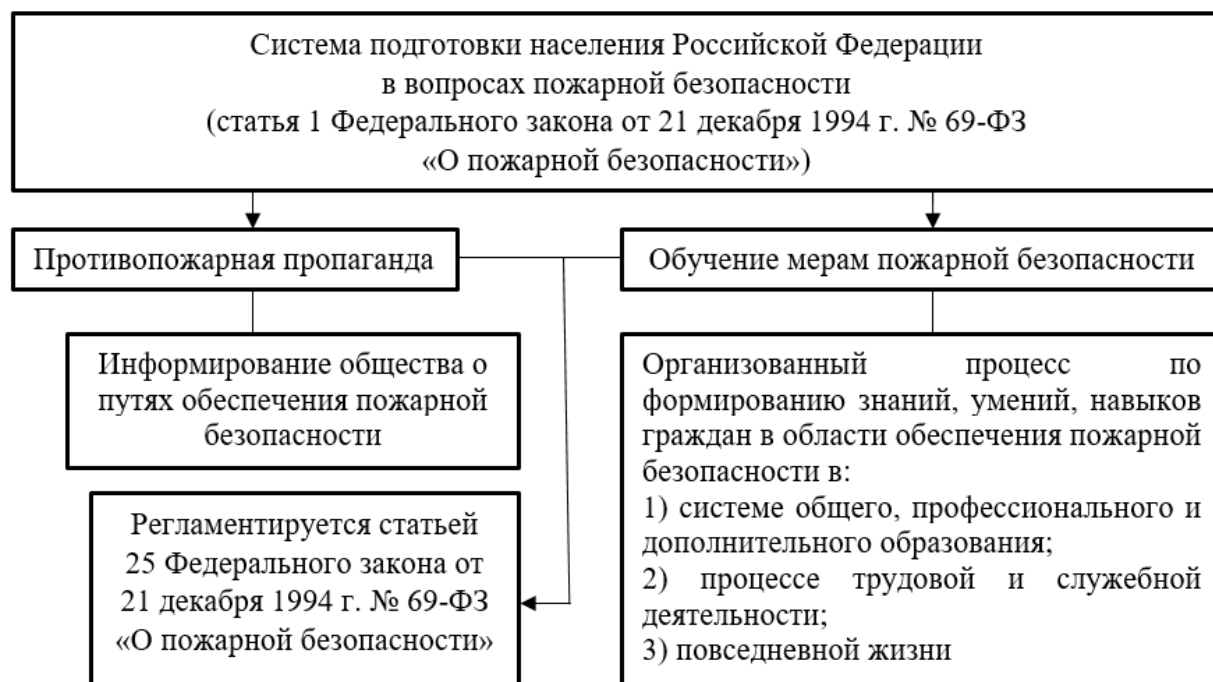 Система подготовки населения Российской Федерации
в вопросах пожарной безопасности
(статья 1 Федерального закона от 21 декабря 1994 г. № 69-ФЗ
«О пожарной безопасности»)
Противопожарная пропаганда
Обучение мерам пожарной безопасности
Информирование общества о
путях обеспечения пожарной
безопасности
Регламентируется статьей
25 Федерального закона от
21 декабря 1994 г. № 69-ФЗ
«О пожарной безопасности»
Организованный процесс по
формированию знаний, умений, навыков
граждан в области обеспечения пожарной
безопасности в:
1) системе общего, профессионального и
дополнительного образования;
2) процессе трудовой и служебной
деятельности;
3) повседневной жизни